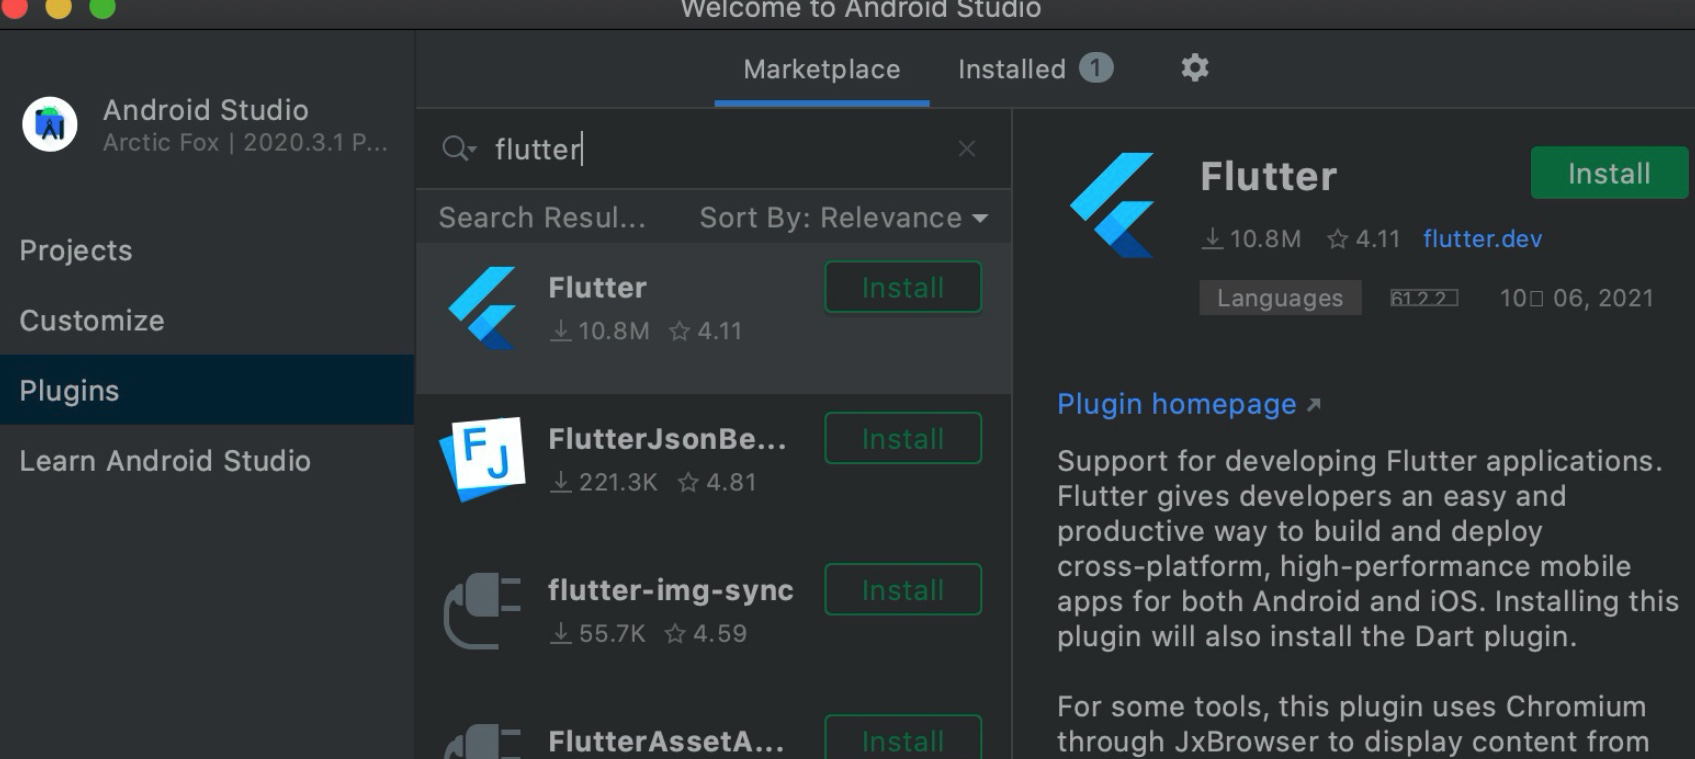 Welcome to Android Studio
Android Studio
Arctic Fox | 2020.3.1 P...
Projects
Customize
Plugins
Learn Android Studio
Marketplace
Installed 1
flutter
Search Resul...
Sort By: Relevance
Flutter
Install
10.8M
4.11
FlutterJsonBe...
Install
221.3K
4.81
flutter-img-sync
Install
55.7K
4.59
FlutterAssetA...
Install
Flutter
Install
10.8M
4.11
flutter.dev
Languages
61.2.2
10 06, 2021
Plugin homepage
Support for developing Flutter applications.
Flutter gives developers an easy and
productive way to build and deploy
cross-platform, high-performance mobile
apps for both Android and iOS. Installing this
plugin will also install the Dart plugin.
For some tools, this plugin uses Chromium
through JxBrowser to display content from